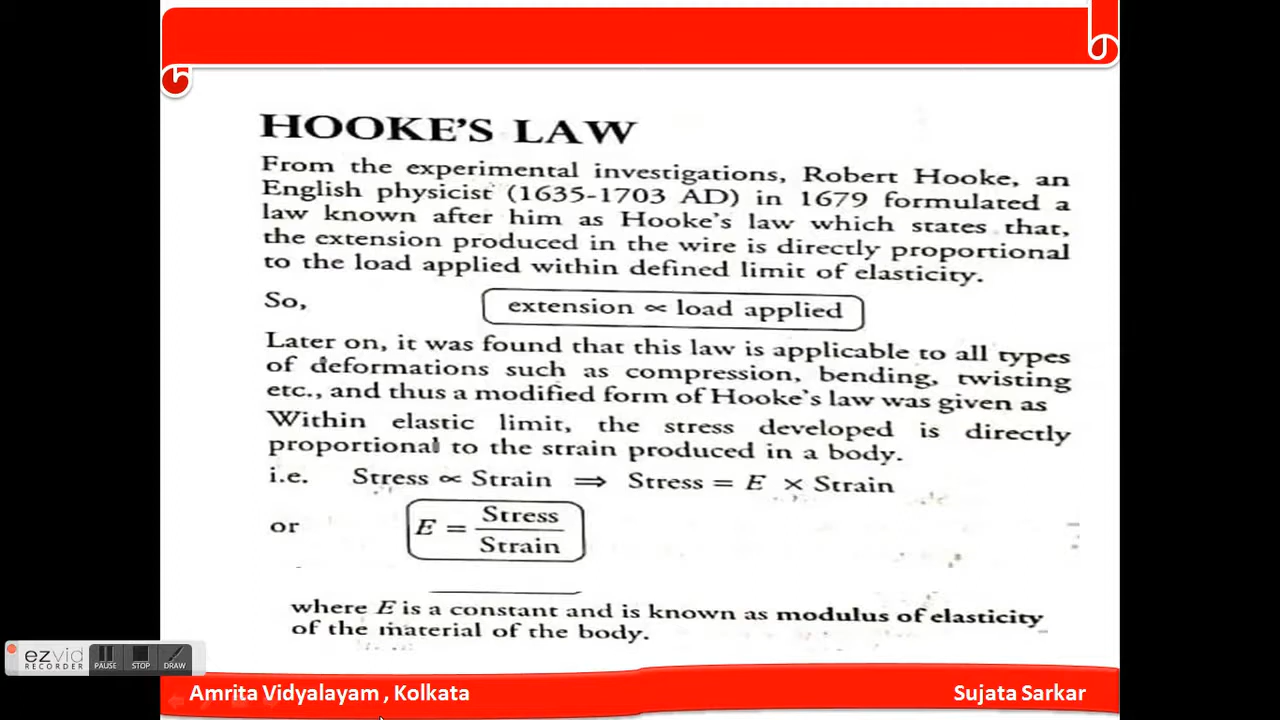 HOOKE'S LAW
From the experimental investigations, Robert Hooke, an
English physicist (1635-1703 AD) in 1679 formulated a
law known after him as Hooke's law which states that,
the extension produced in the wire is directly proportional
to the load applied within defined limit of elasticity.
So, extension ∝ load applied
Later on, it was found that this law is applicable to all types
of deformations such as compression, bending, twisting
etc., and thus a modified form of Hooke's law was given as
Within elastic limit, the stress developed is directly
proportional to the strain produced in a body.
i.e. Stress ∝ Strain ⇒ Stress = E × Strain
or E = Stress / Strain
where E is a constant and is known as modulus of elasticity
of the material of the body.
ezvid
RECORDER
PAUSE STOP DRAW
Amrita Vidyalayam , Kolkata Sujata Sarkar